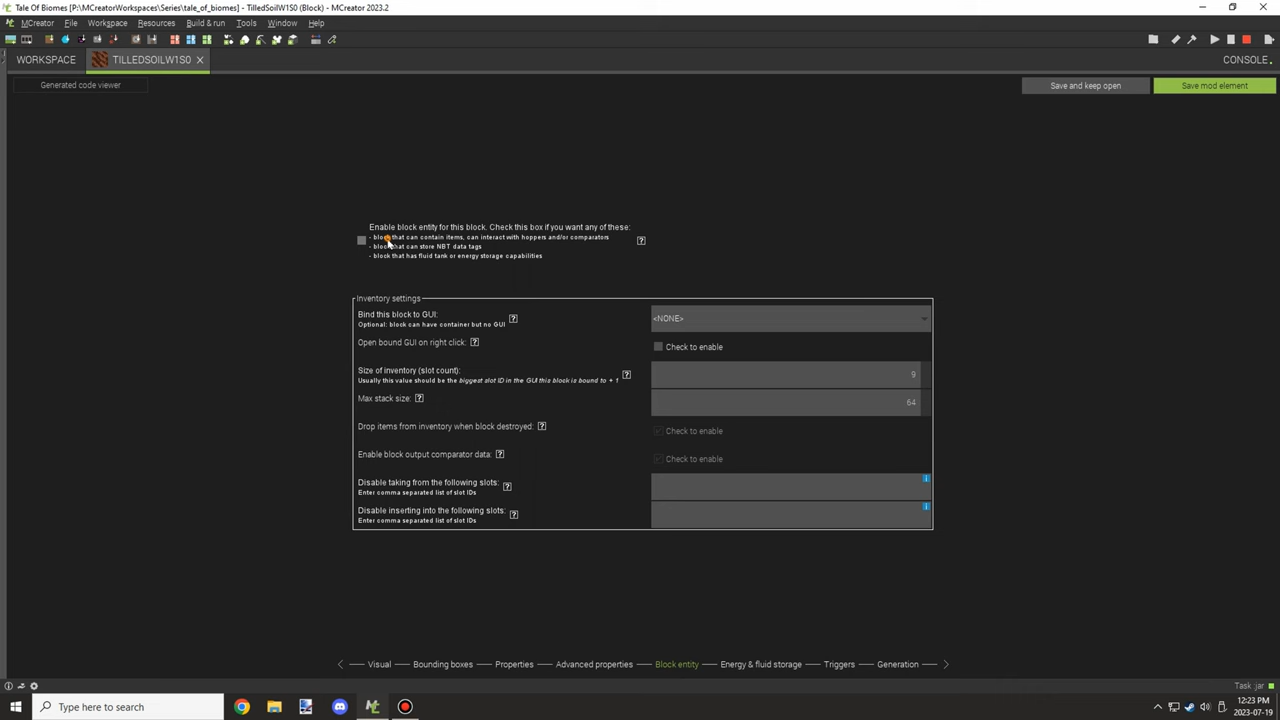 Tale Of Biomes [P:\MCreatorWorkspaces\Series\tale_of_biomes] - TilledSoilW1S0 (Block) - MCreator 2023.2
MCreator File Workspace Resources Build & run Tools Window Help
WORKSPACE TILLEDSOILW1S0 CONSOLE
Generated code viewer Save and keep open Save mod element
Enable block entity for this block. Check this box if you want any of these:
- block that can contain items, can interact with hoppers and/or comparators
- block that can store NBT data tags
- block that has fluid tank or energy storage capabilities
Inventory settings
Bind this block to GUI: <NONE>
Optional: block can have container but no GUI
Open bound GUI on right click: Check to enable
Size of inventory (slot count): 9
Usually this value should be the biggest slot ID in the GUI this block is bound to + 1
Max stack size: 64
Drop items from inventory when block destroyed: Check to enable
Enable block output comparator data: Check to enable
Disable taking from the following slots:
Enter comma separated list of slot IDs
Disable inserting into the following slots:
Enter comma separated list of slot IDs
Visual Bounding boxes Properties Advanced properties Block entity Energy & fluid storage Triggers Generation
Task :jar
Type here to search
12:23 PM
2023-07-19